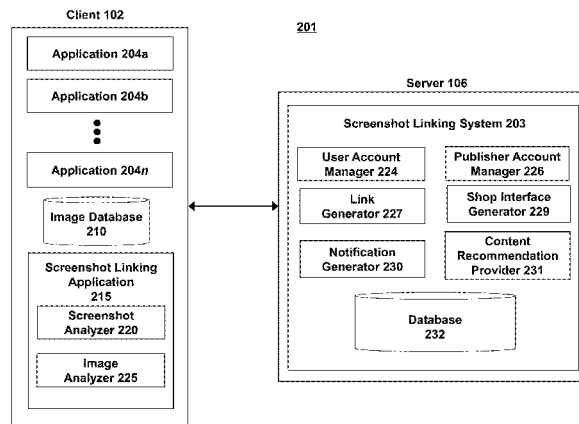 Client 102
201
Application 204a
Application 204b
Application 204n
Image Database
210
Screenshot Linking
Application
215
Screenshot
Analyzer 220
Image
Analyzer 225
Server 106
Screenshot Linking System 203
User Account
Manager 224
Publisher Account
Manager 226
Link
Generator 227
Shop Interface
Generator 229
Notification
Generator 230
Content
Recommendation
Provider 231
Database
232